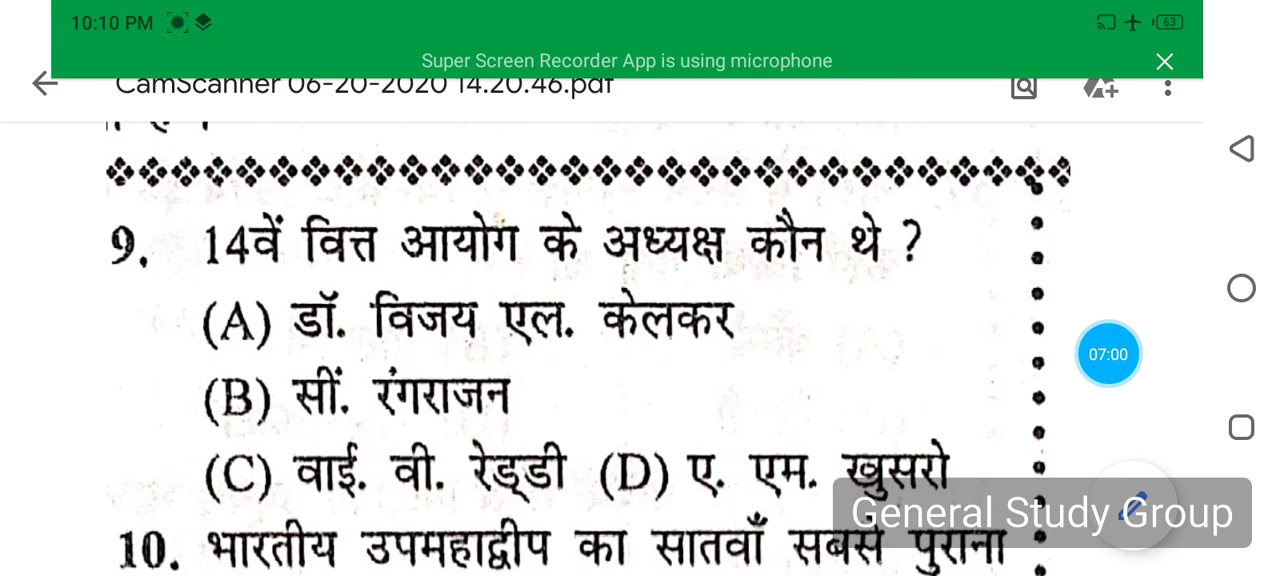 10:10 PM
63
Super Screen Recorder App is using microphone
CamScanner 06-20-2020 14.20.46.pdf
9. 14वें वित्त आयोग के अध्यक्ष कौन थे ?
(A) डॉ. विजय एल. केलकर
(B) सीं. रंगराजन
07:00
(C) वाई. वी. रेड्डी (D) ए. एम. खुसरो
General Study Group
10. भारतीय उपमहाद्वीप का सातवाँ सबसे पुराना